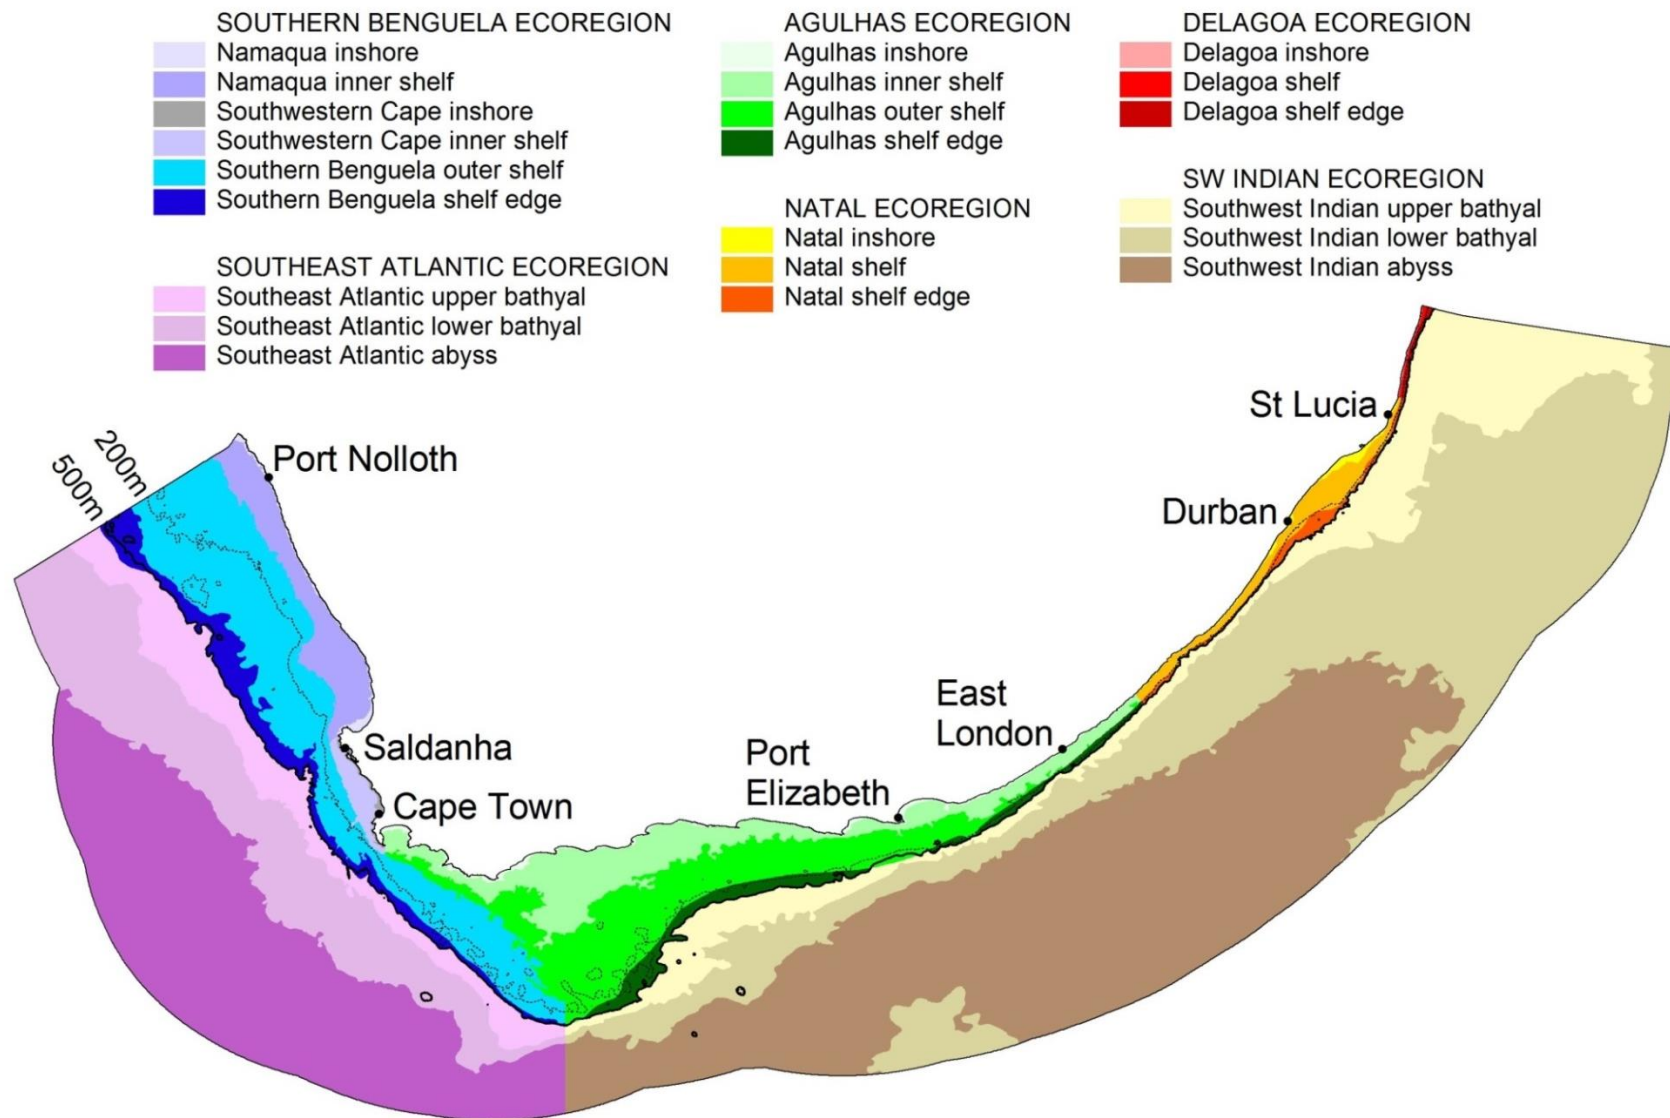 SOUTHERN BENGUELA ECOREGION
Namaqua inshore
Namaqua inner shelf
Southwestern Cape inshore
Southwestern Cape inner shelf
Southern Benguela outer shelf
Southern Benguela shelf edge
SOUTHEAST ATLANTIC ECOREGION
Southeast Atlantic upper bathyal
Southeast Atlantic lower bathyal
Southeast Atlantic abyss
AGULHAS ECOREGION
Agulhas inshore
Agulhas inner shelf
Agulhas outer shelf
Agulhas shelf edge
NATAL ECOREGION
Natal inshore
Natal shelf
Natal shelf edge
DELAGOA ECOREGION
Delagoa inshore
Delagoa shelf
Delagoa shelf edge
SW INDIAN ECOREGION
Southwest Indian upper bathyal
Southwest Indian lower bathyal
Southwest Indian abyss
200m
500m
Port Nolloth
Saldanha
Cape Town
Port
Elizabeth
East
London
Durban
St Lucia